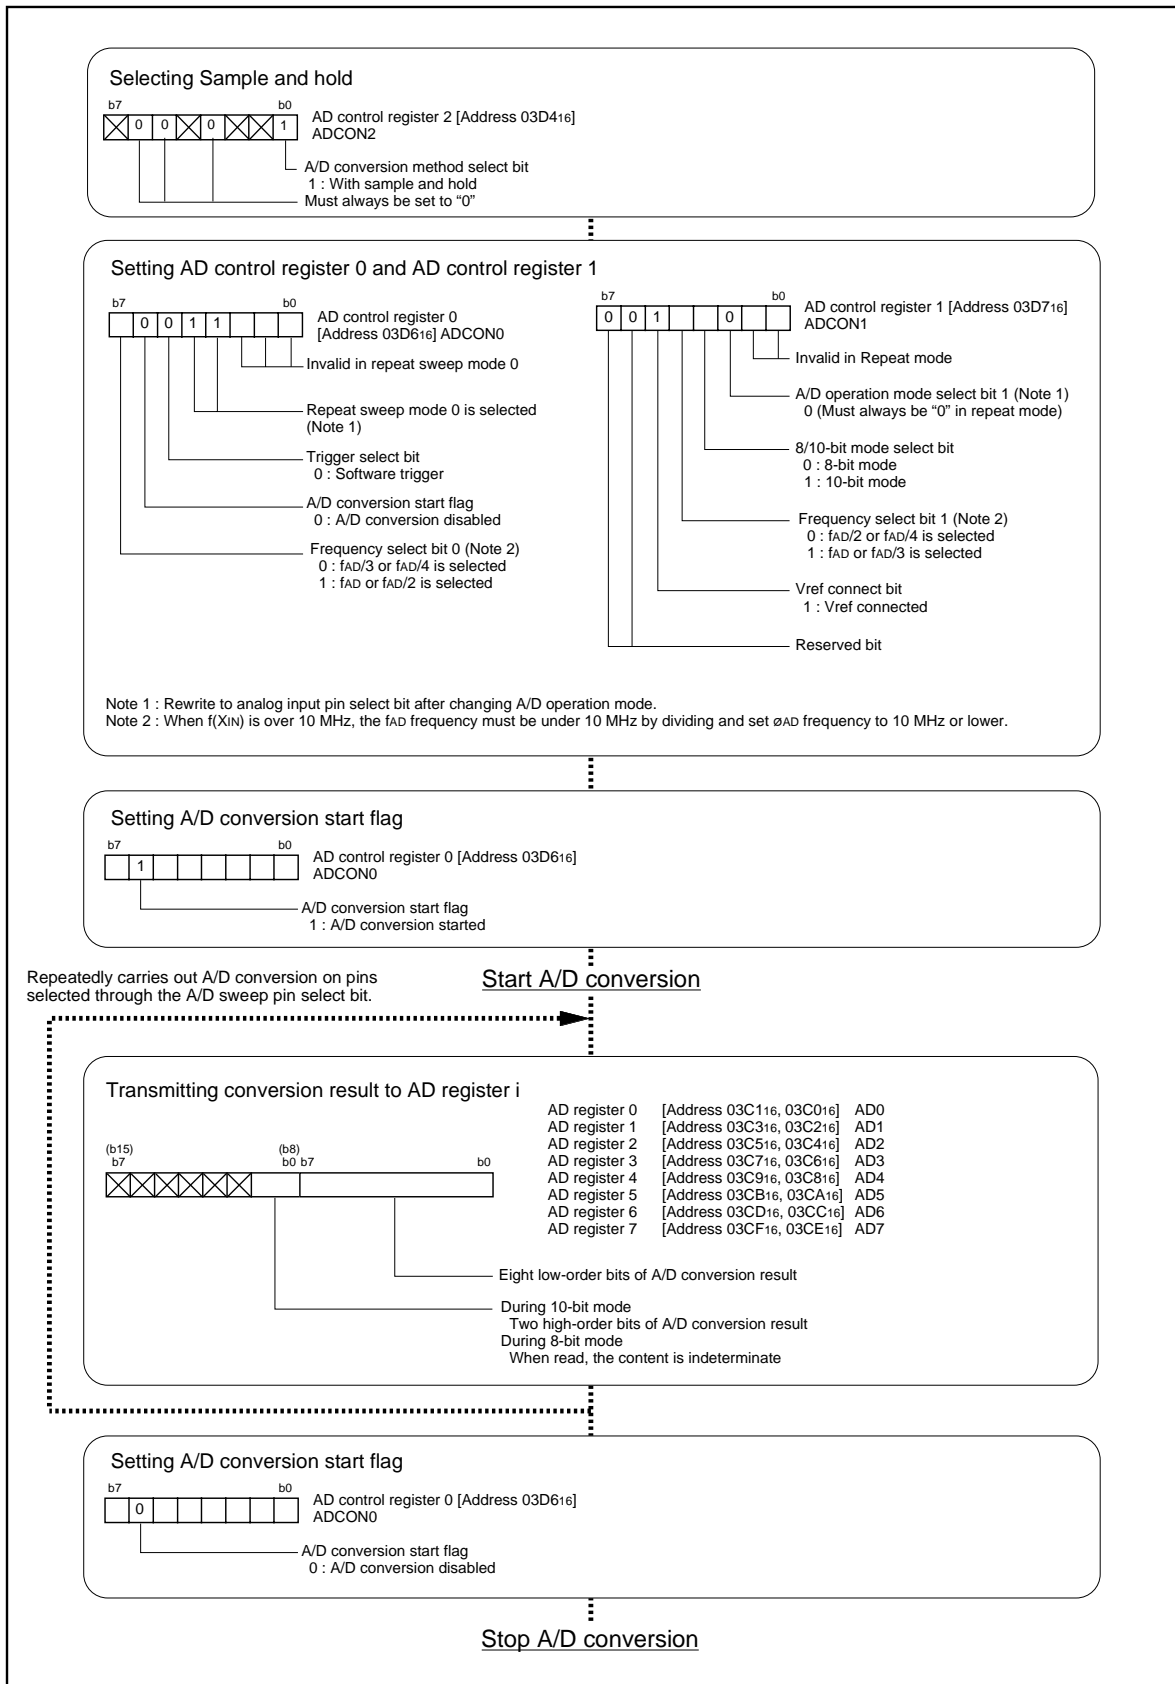 Selecting Sample and hold
b7 b0
0 0 0 1
AD control register 2 [Address 03D416]
ADCON2
A/D conversion method select bit
1 : With sample and hold
Must always be set to “0”
Setting AD control register 0 and AD control register 1
b7 b0
0 0 1 1
AD control register 0
[Address 03D616] ADCON0
Invalid in repeat sweep mode 0
Repeat sweep mode 0 is selected
(Note 1)
Trigger select bit
0 : Software trigger
A/D conversion start flag
0 : A/D conversion disabled
Frequency select bit 0 (Note 2)
0 : fAD/3 or fAD/4 is selected
1 : fAD or fAD/2 is selected
b7 b0
0 0 1 0
AD control register 1 [Address 03D716]
ADCON1
Invalid in Repeat mode
A/D operation mode select bit 1 (Note 1)
0 (Must always be “0” in repeat mode)
8/10-bit mode select bit
0 : 8-bit mode
1 : 10-bit mode
Frequency select bit 1 (Note 2)
0 : fAD/2 or fAD/4 is selected
1 : fAD or fAD/3 is selected
Vref connect bit
1 : Vref connected
Reserved bit
Note 1 : Rewrite to analog input pin select bit after changing A/D operation mode.
Note 2 : When f(XIN) is over 10 MHz, the fAD frequency must be under 10 MHz by dividing and set øAD frequency to 10 MHz or lower.
Setting A/D conversion start flag
b7 b0
1
AD control register 0 [Address 03D616]
ADCON0
A/D conversion start flag
1 : A/D conversion started
Start A/D conversion
Repeatedly carries out A/D conversion on pins
selected through the A/D sweep pin select bit.
Transmitting conversion result to AD register i
AD register 0 [Address 03C116, 03C016] AD0
AD register 1 [Address 03C316, 03C216] AD1
AD register 2 [Address 03C516, 03C416] AD2
AD register 3 [Address 03C716, 03C616] AD3
AD register 4 [Address 03C916, 03C816] AD4
AD register 5 [Address 03CB16, 03CA16] AD5
AD register 6 [Address 03CD16, 03CC16] AD6
AD register 7 [Address 03CF16, 03CE16] AD7
(b15) (b8)
b7 b0 b7 b0
Eight low-order bits of A/D conversion result
During 10-bit mode
Two high-order bits of A/D conversion result
During 8-bit mode
When read, the content is indeterminate
Setting A/D conversion start flag
b7 b0
0
AD control register 0 [Address 03D616]
ADCON0
A/D conversion start flag
0 : A/D conversion disabled
Stop A/D conversion